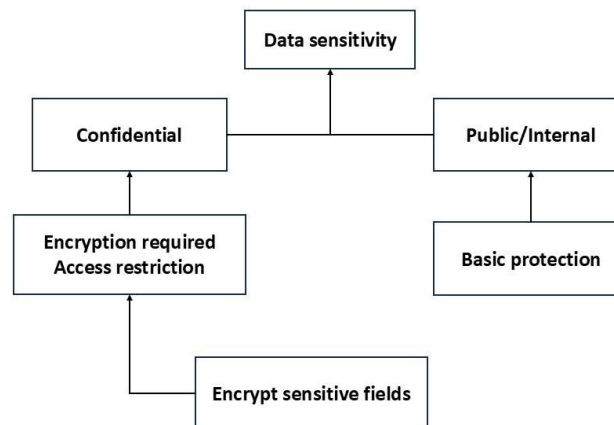 Data sensitivity
Confidential
Public/Internal
Encryption required
Access restriction
Basic protection
Encrypt sensitive fields